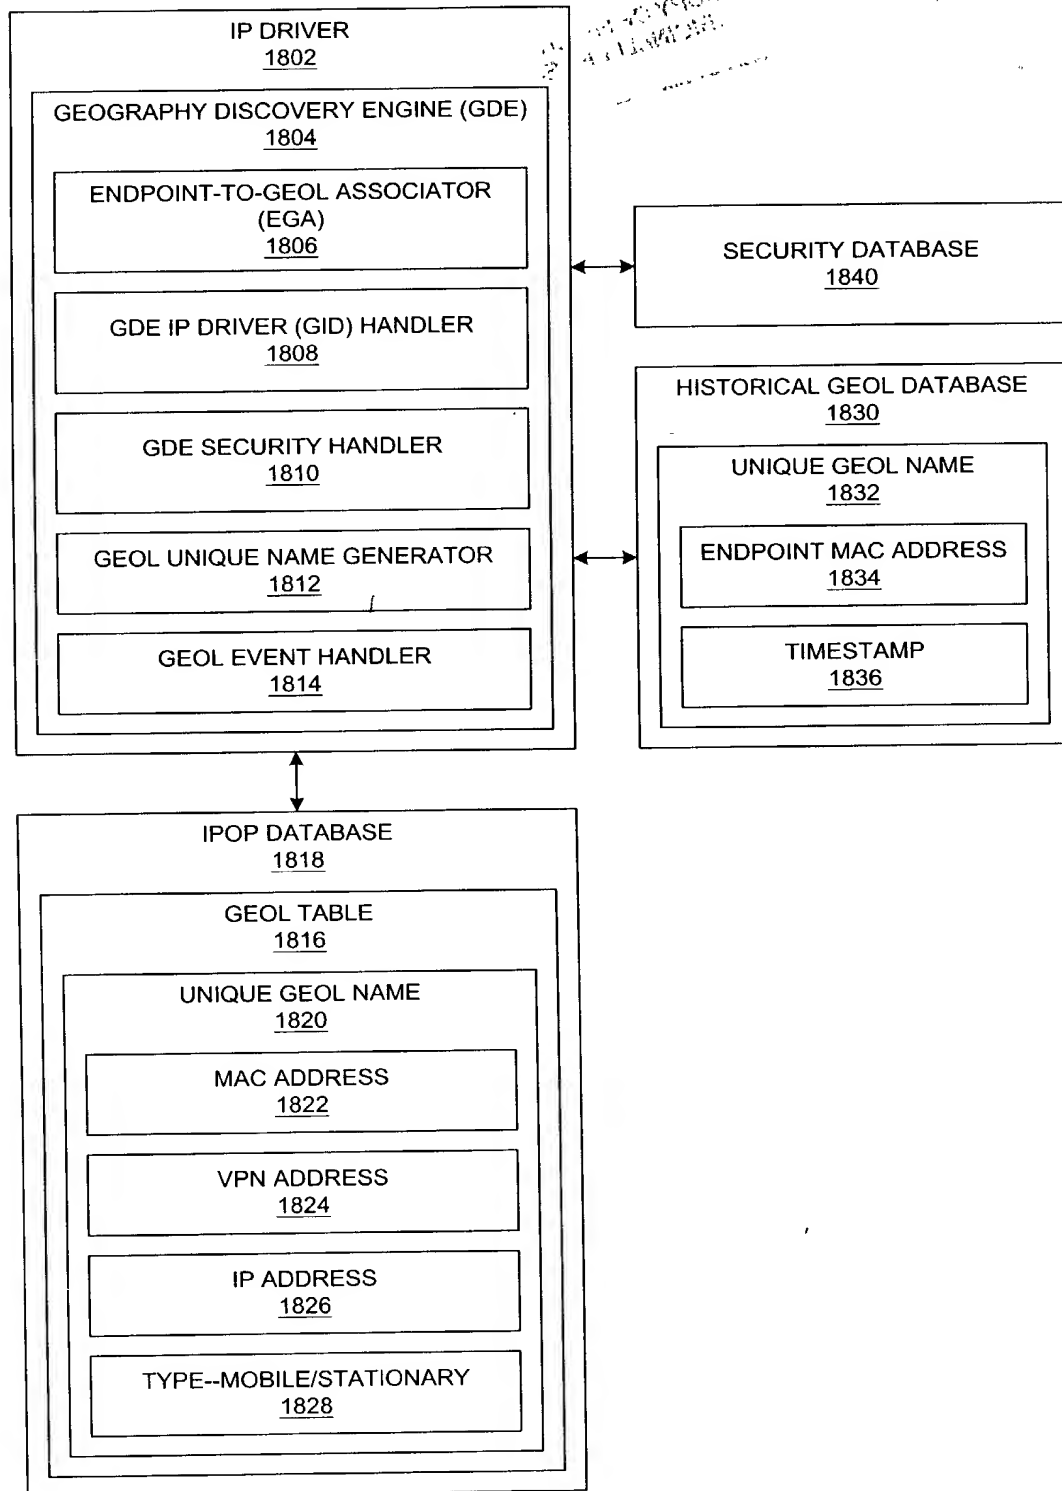 IP DRIVER
1802
GEOGRAPHY DISCOVERY ENGINE (GDE)
1804
ENDPOINT-TO-GEOL ASSOCIATOR
(EGA)
1806
GDE IP DRIVER (GID) HANDLER
1808
GDE SECURITY HANDLER
1810
GEOL UNIQUE NAME GENERATOR
1812
GEOL EVENT HANDLER
1814
SECURITY DATABASE
1840
HISTORICAL GEOL DATABASE
1830
UNIQUE GEOL NAME
1832
ENDPOINT MAC ADDRESS
1834
TIMESTAMP
1836
IPOP DATABASE
1818
GEOL TABLE
1816
UNIQUE GEOL NAME
1820
MAC ADDRESS
1822
VPN ADDRESS
1824
IP ADDRESS
1826
TYPE--MOBILE/STATIONARY
1828